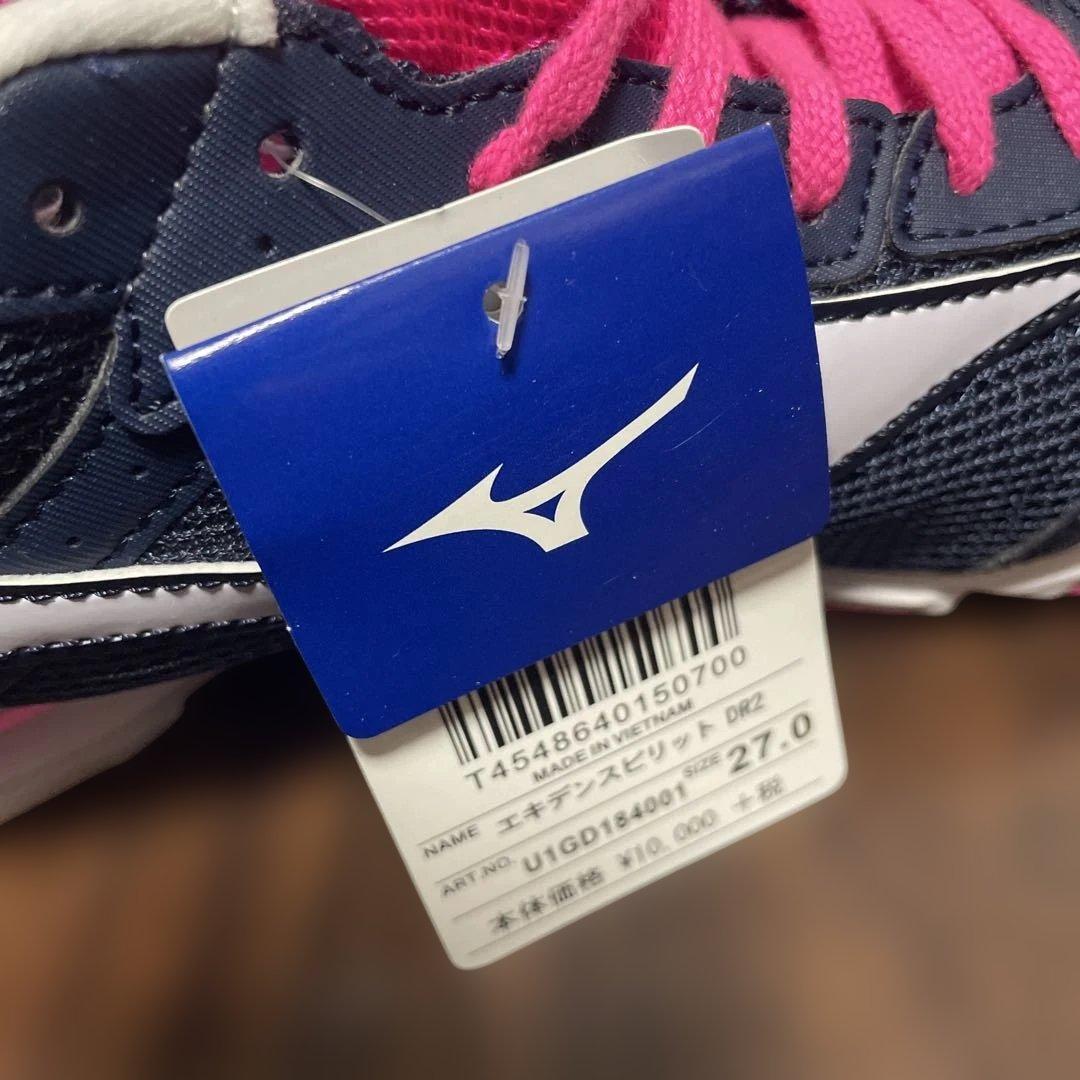 T4548640150700
MADE IN VIETNAM
NAME エキデンスピリット DR2
ART.NO. U1GD184001 SIZE 27.0
本体価格 ¥10,000 +税